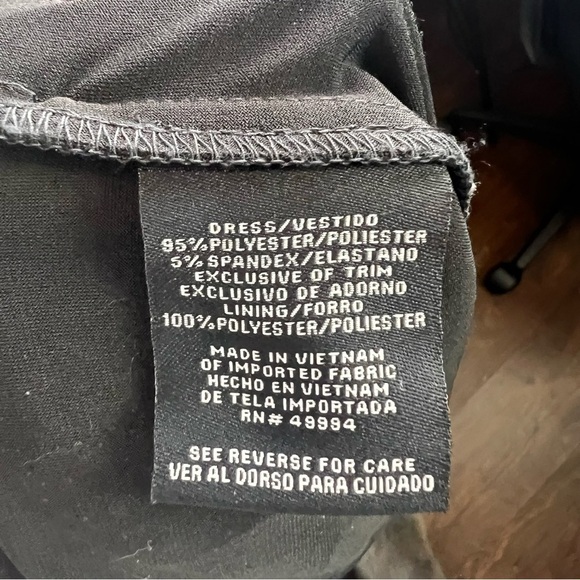 DRESS/VESTIDO
95% POLYESTER/POLIESTER
5% SPANDEX/ELASTANO
EXCLUSIVE OF TRIM
EXCLUSIVO DE ADORNO
LINING/FORRO
100% POLYESTER/POLIESTER
MADE IN VIETNAM
OF IMPORTED FABRIC
HECHO EN VIETNAM
DE TELA IMPORTADA
RN# 49994
SEE REVERSE FOR CARE
VER AL DORSO PARA CUIDADO